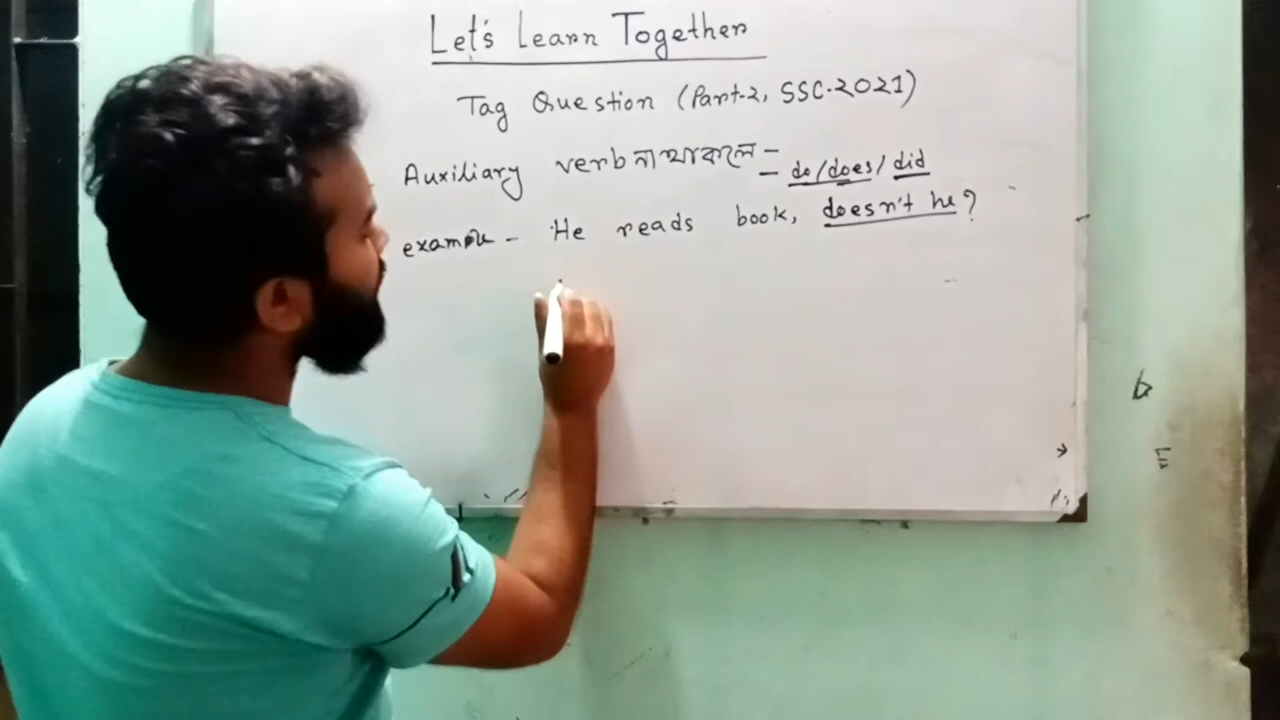 Let's Learn Together
Tag Question (Part-2, SSC-2021)
Auxiliary verb না থাকলে – – do/does/did
example - He reads book, doesn't he?